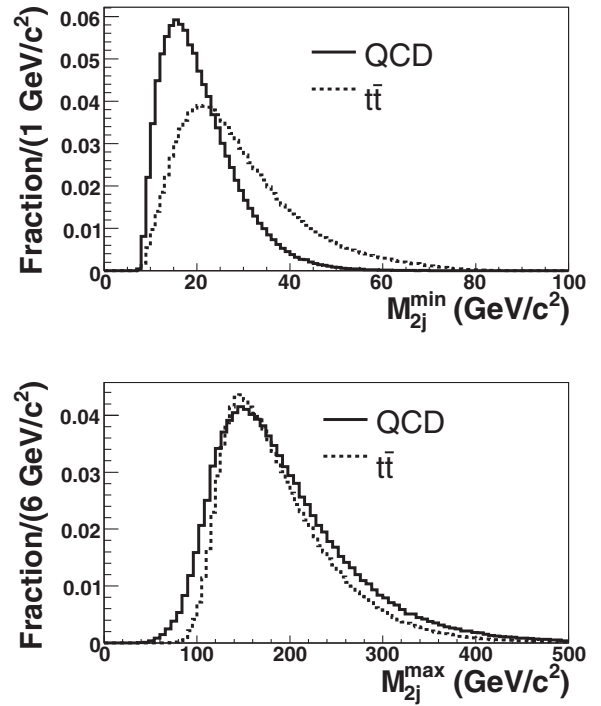 Fraction/(1 GeV/c²)
0.06
0.05
0.04
0.03
0.02
0.01
0
QCD
tt̄
0 20 40 60 80 100
M₂ⱼᵐⁱⁿ (GeV/c²)
Fraction/(6 GeV/c²)
0.04
0.03
0.02
0.01
0
QCD
tt̄
0 100 200 300 400 500
M₂ⱼᵐᵃˣ (GeV/c²)